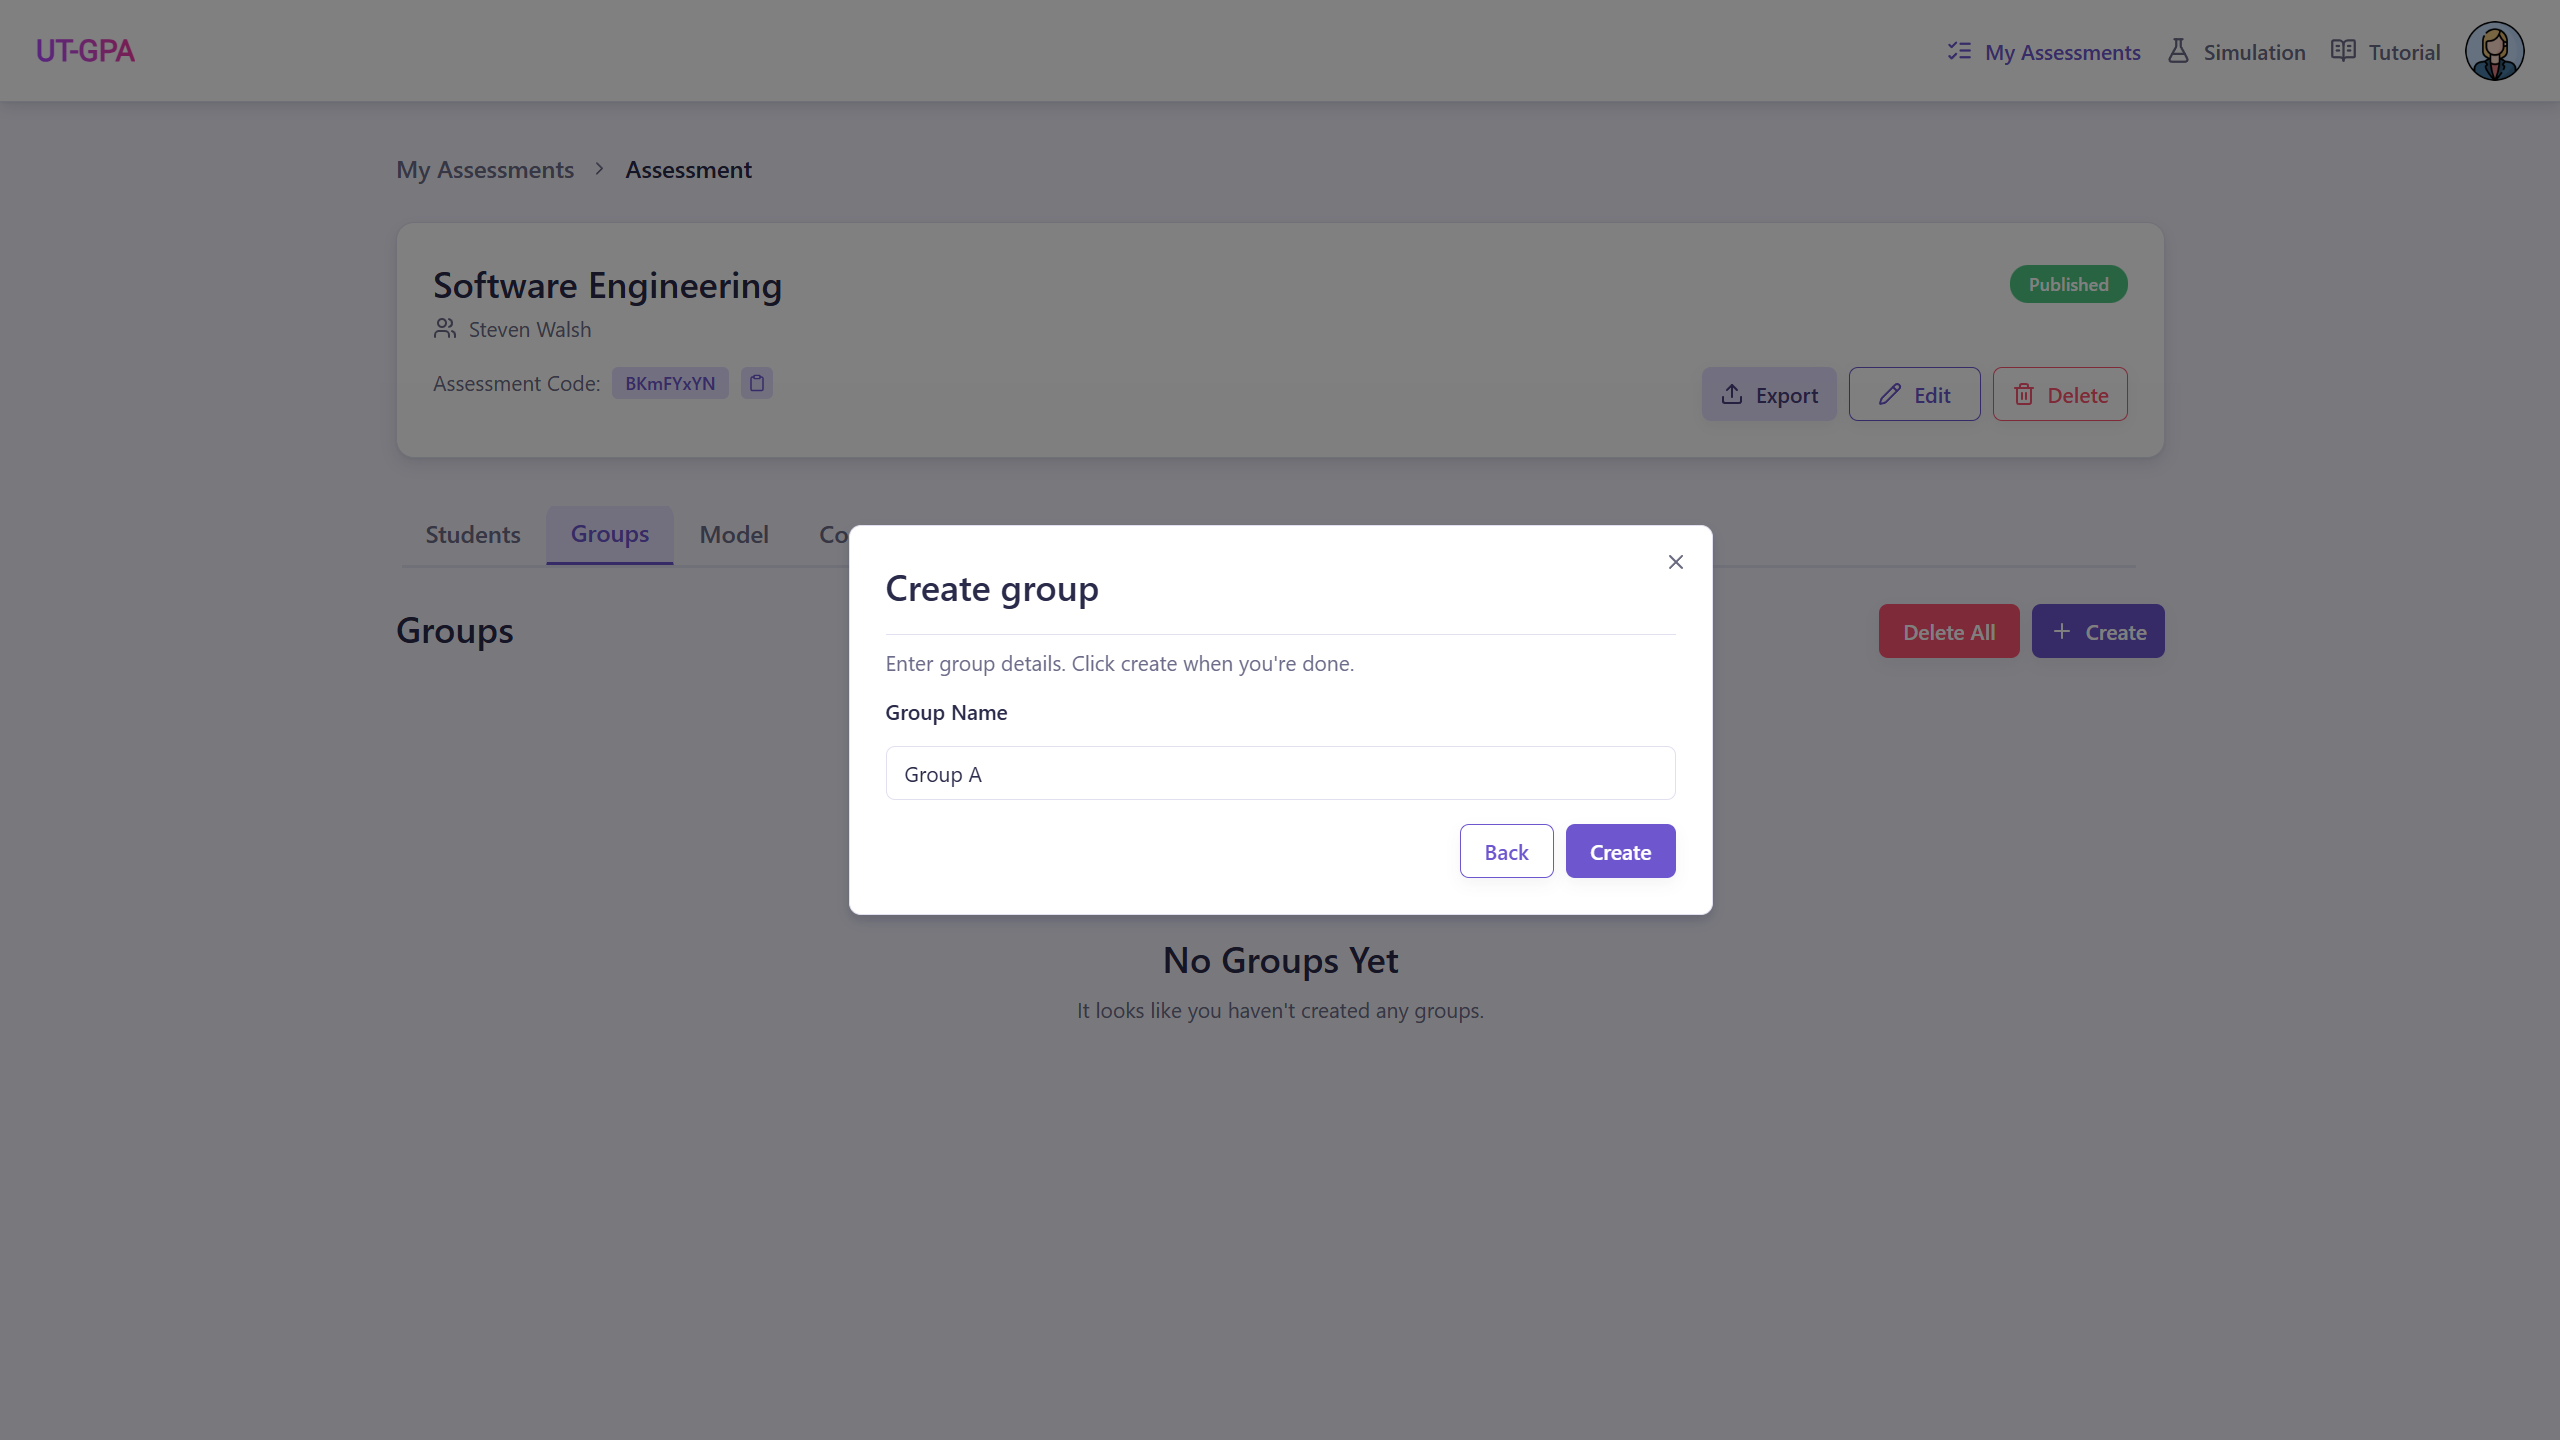 UT-GPA
My Assessments
Simulation
Tutorial
My Assessments > Assessment
Software Engineering
Published
Steven Walsh
Assessment Code: BKmFYxYN
Export
Edit
Delete
Students
Groups
Model
Co
Groups
Delete All
+ Create
Create group
Enter group details. Click create when you're done.
Group Name
Group A
Back
Create
No Groups Yet
It looks like you haven't created any groups.